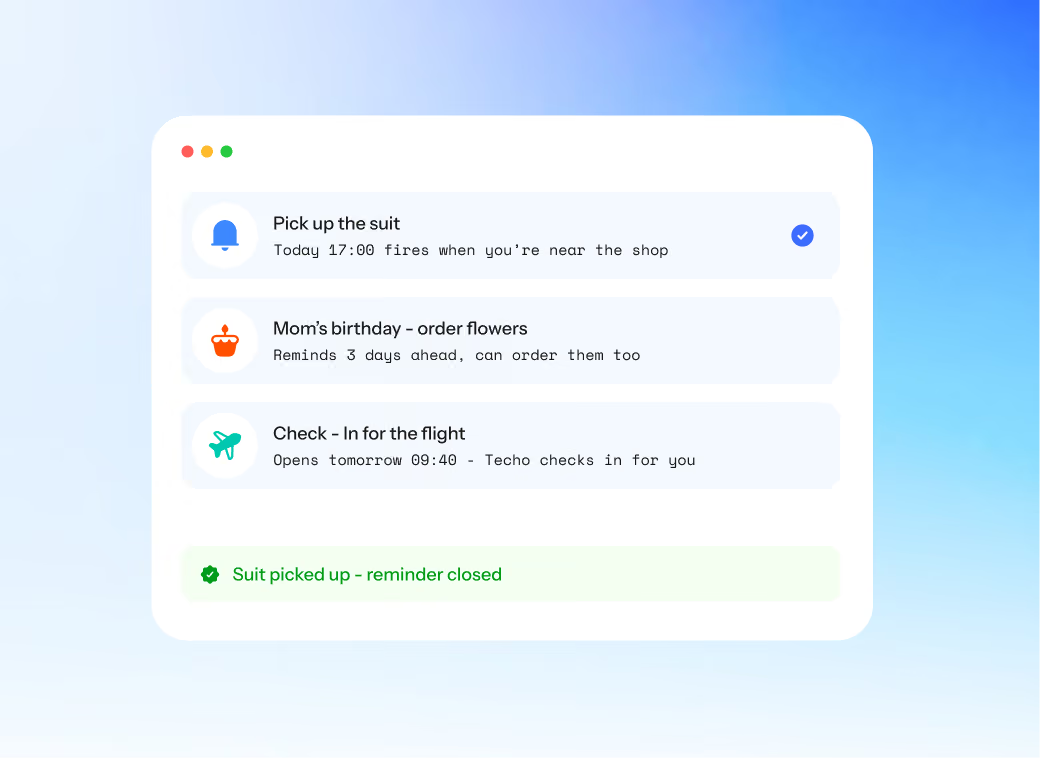 Pick up the suit
Today 17:00 fires when you’re near the shop
Mom’s birthday - order flowers
Reminds 3 days ahead, can order them too
Check - In for the flight
Opens tomorrow 09:40 - Techo checks in for you
Suit picked up - reminder closed